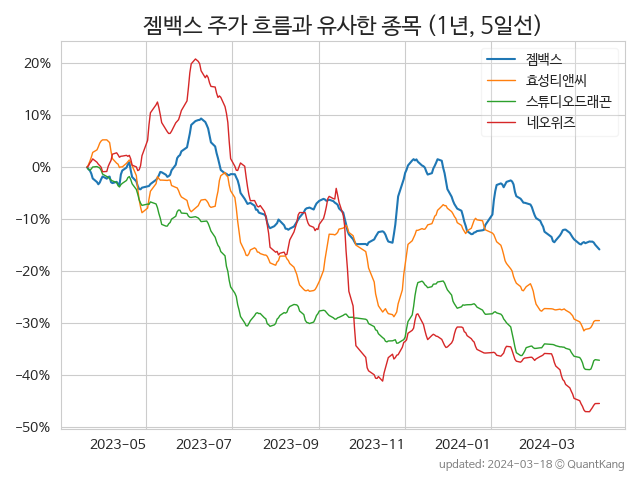 젬백스 주가 흐름과 유사한 종목 (1년, 5일선)
젬백스
효성티앤씨
스튜디오드래곤
네오위즈
20%
10%
0%
−10%
−20%
−30%
−40%
−50%
2023-05 2023-07 2023-09 2023-11 2024-01 2024-03
updated: 2024-03-18 © QuantKang